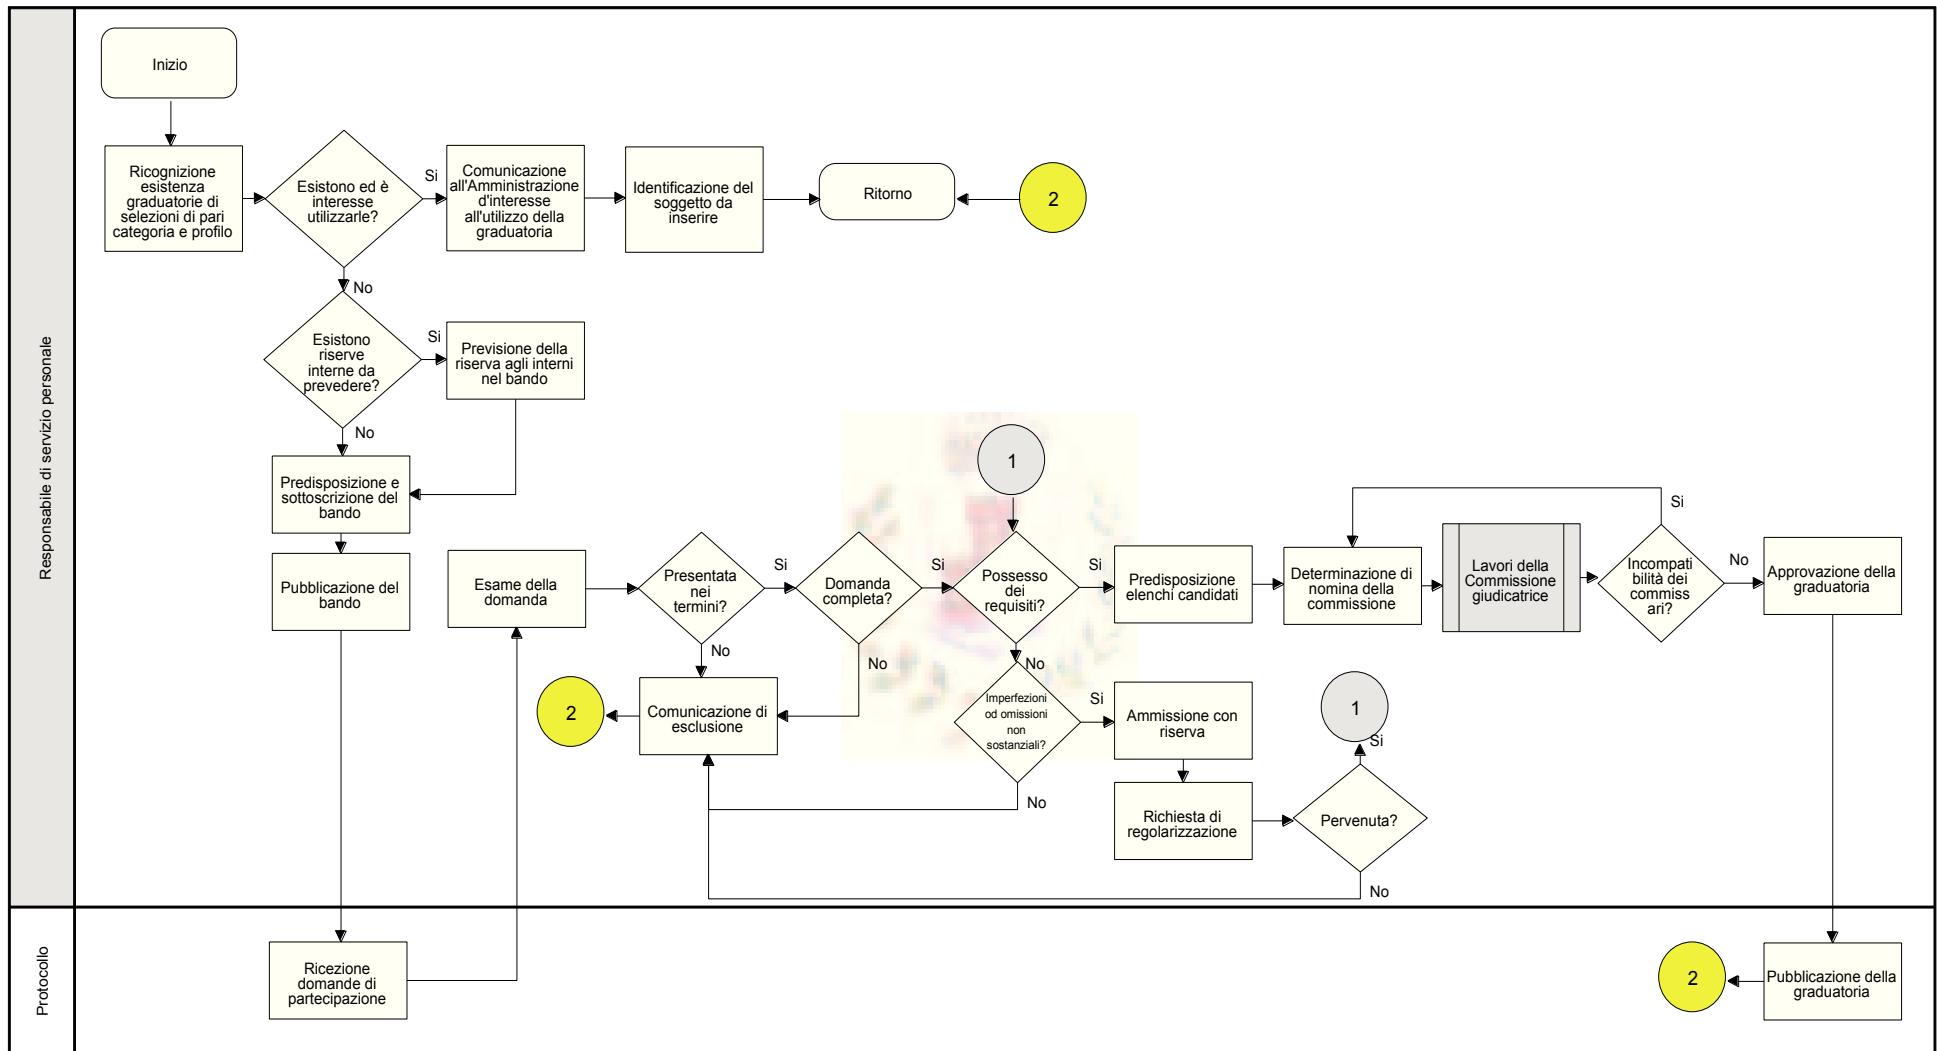 Responsabile di servizio personale
Inizio
Ricognizione
esistenza
graduatorie di
selezioni di pari
categoria e profilo
Esistono ed è
interesse
utilizzarle?
Si
Comunicazione
all'Amministrazione
d'interesse
all'utilizzo della
graduatoria
Identificazione del
soggetto da
inserire
Ritorno
2
No
Esistono
riserve
interne da
prevedere?
Si
Previsione della
riserva agli interni
nel bando
No
Predisposizione e
sottoscrizione del
bando
Pubblicazione del
bando
Esame della
domanda
Presentata
nei
termini?
Si
Domanda
completa?
Si
1
Possesso
dei
requisiti?
Si
Predisposizione
elenchi candidati
Determinazione di
nomina della
commissione
Lavori della
Commissione
giudicatrice
Si
Incompati
bilità dei
commiss
ari?
No
Approvazione della
graduatoria
No
No
No
2
Comunicazione di
esclusione
Imperfezioni
od omissioni
non
sostanziali?
Si
Ammissione con
riserva
1
Si
No
Richiesta di
regolarizzazione
Pervenuta?
No
Protocollo
Ricezione
domande di
partecipazione
2
Pubblicazione della
graduatoria